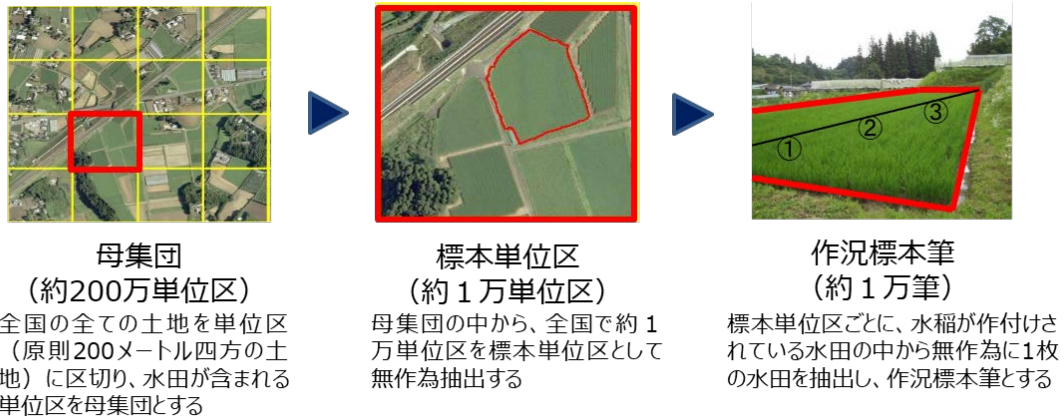 ①
②
③
母集団
（約200万単位区）
全国の全ての土地を単位区
（原則200メートル四方の土
地）に区切り、水田が含まれる
単位区を母集団とする
標本単位区
（約１万単位区）
母集団の中から、全国で約１
万単位区を標本単位区として
無作為抽出する
作況標本筆
（約１万筆）
標本単位区ごとに、水稲が作付けさ
れている水田の中から無作為に1枚
の水田を抽出し、作況標本筆とする